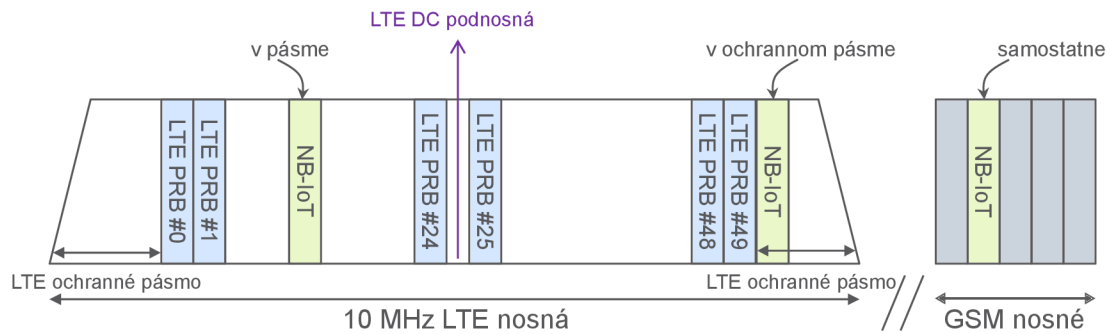 LTE DC podnosná
v pásme
v ochrannom pásme
samostatne
LTE PRB #0
LTE PRB #1
NB-IoT
LTE PRB #24
LTE PRB #25
LTE PRB #48
LTE PRB #49
NB-IoT
NB-IoT
LTE ochranné pásmo
LTE ochranné pásmo
10 MHz LTE nosná
GSM nosné